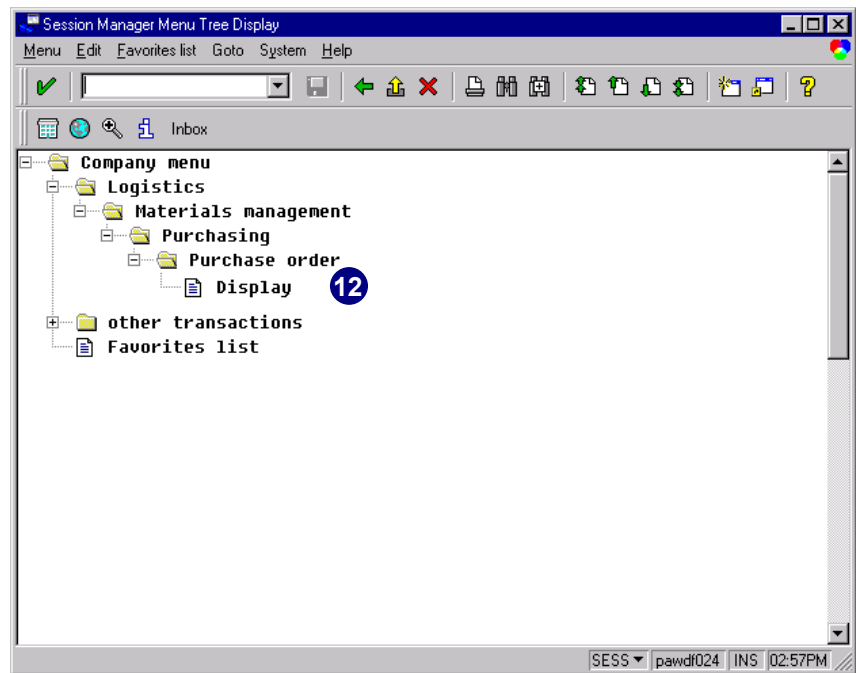 Session Manager Menu Tree Display
Menu Edit Favorites list Goto System Help
Inbox
Company menu
Logistics
Materials management
Purchasing
Purchase order
Display 12
other transactions
Favorites list
SESS pawdf024 INS 02:57PM